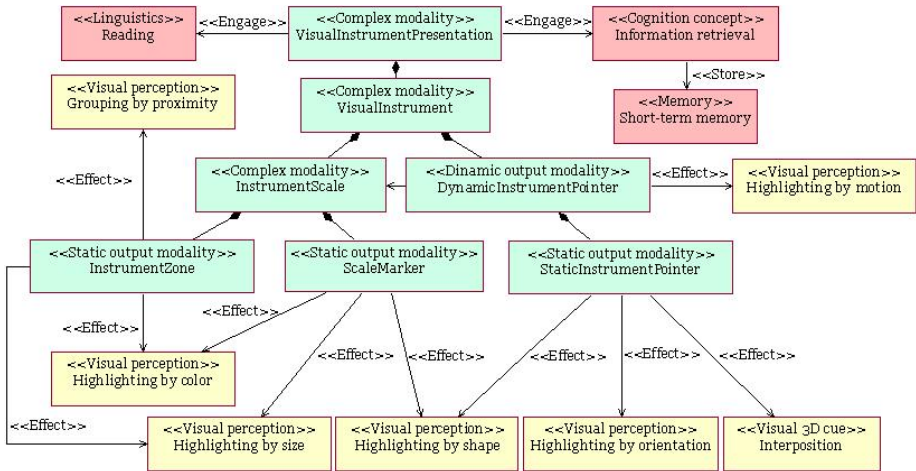 <<Linguistics>>
Reading
<<Engage>>
<<Complex modality>>
VisualInstrumentPresentation
<<Engage>>
<<Cognition concept>>
Information retrieval
<<Store>>
<<Visual perception>>
Grouping by proximity
<<Complex modality>>
VisualInstrument
<<Memory>>
Short-term memory
<<Effect>>
<<Complex modality>>
InstrumentScale
<<Dinamic output modality>>
DynamicInstrumentPointer
<<Effect>>
<<Visual perception>>
Highlighting by motion
<<Static output modality>>
InstrumentZone
<<Static output modality>>
ScaleMarker
<<Static output modality>>
StaticInstrumentPointer
<<Effect>>
<<Effect>>
<<Effect>>
<<Effect>>
<<Effect>>
<<Effect>>
<<Effect>>
<<Visual perception>>
Highlighting by color
<<Effect>>
<<Visual perception>>
Highlighting by size
<<Visual perception>>
Highlighting by shape
<<Visual perception>>
Highlighting by orientation
<<Visual 3D cue>>
Interposition